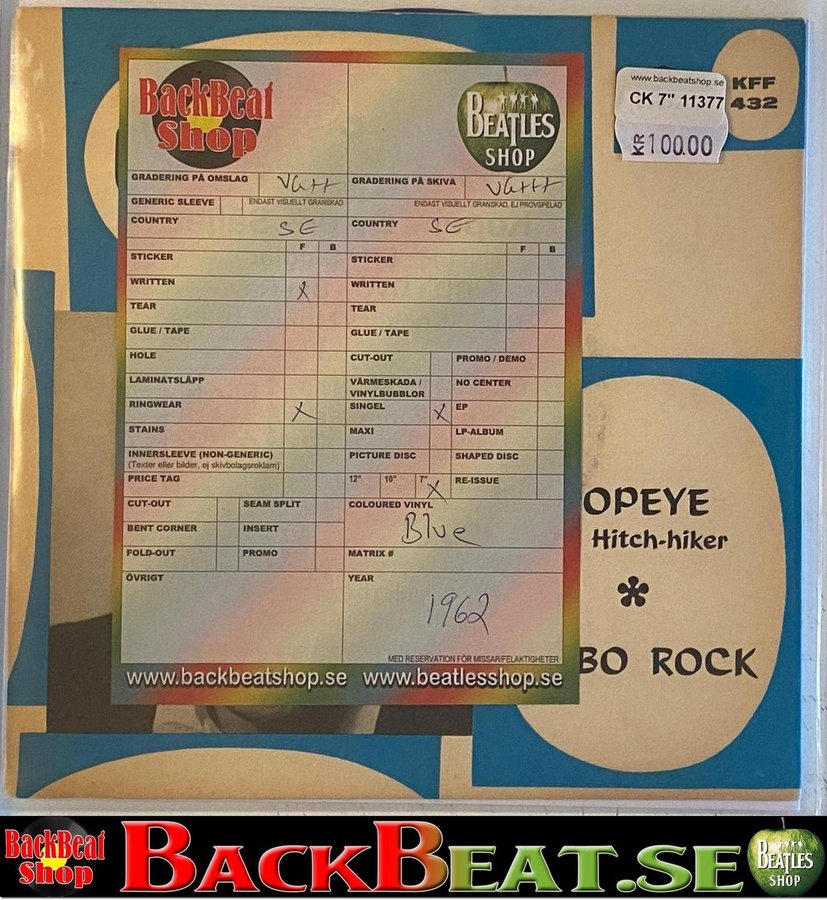 www.backbeatshop.se
CK 7" 11377
KR100.00
KFF
432
BackBeat
Shop
BEATLES
SHOP
GRADERING PÅ OMSLAG VG++
GRADERING PÅ SKIVA VG++
GENERIC SLEEVE
ENDAST VISUELLT GRANSKAD
ENDAST VISUELLT GRANSKAD, EJ PROVSPELAD
COUNTRY SE
COUNTRY SE
F B
F B
STICKER
STICKER
WRITTEN X
WRITTEN
TEAR
TEAR
GLUE / TAPE
GLUE / TAPE
HOLE
CUT-OUT
PROMO / DEMO
LAMINATSLÄPP
VÄRMESKADA /
VINYLBUBBLOR
NO CENTER
RINGWEAR X
SINGEL X
EP
STAINS
MAXI
LP-ALBUM
INNERSLEEVE (NON-GENERIC)
(Texter eller bilder, ej skivbolagsreklam)
PICTURE DISC
SHAPED DISC
PRICE TAG
12" 10" 7" X
RE-ISSUE
CUT-OUT
SEAM SPLIT
COLOURED VINYL
Blue
BENT CORNER
INSERT
FOLD-OUT
PROMO
MATRIX #
ÖVRIGT
YEAR
1962
MED RESERVATION FÖR MISSAR/FELAKTIGHETER
www.backbeatshop.se www.beatlesshop.se
OPEYE
Hitch-hiker
*
BO ROCK
BackBeat
Shop
BACKBEAT.SE
BEATLES
SHOP